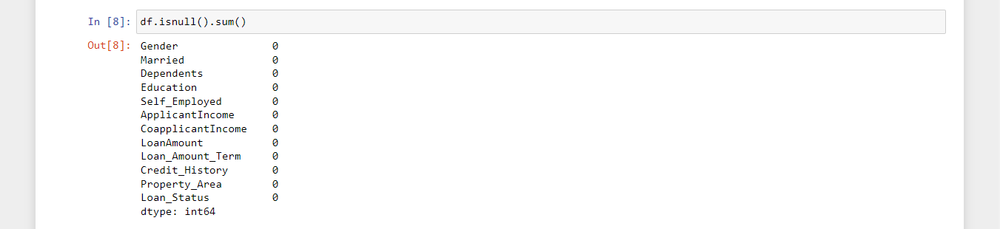 In [8]: df.isnull().sum()
Out[8]: Gender 0
Married 0
Dependents 0
Education 0
Self_Employed 0
ApplicantIncome 0
CoapplicantIncome 0
LoanAmount 0
Loan_Amount_Term 0
Credit_History 0
Property_Area 0
Loan_Status 0
dtype: int64